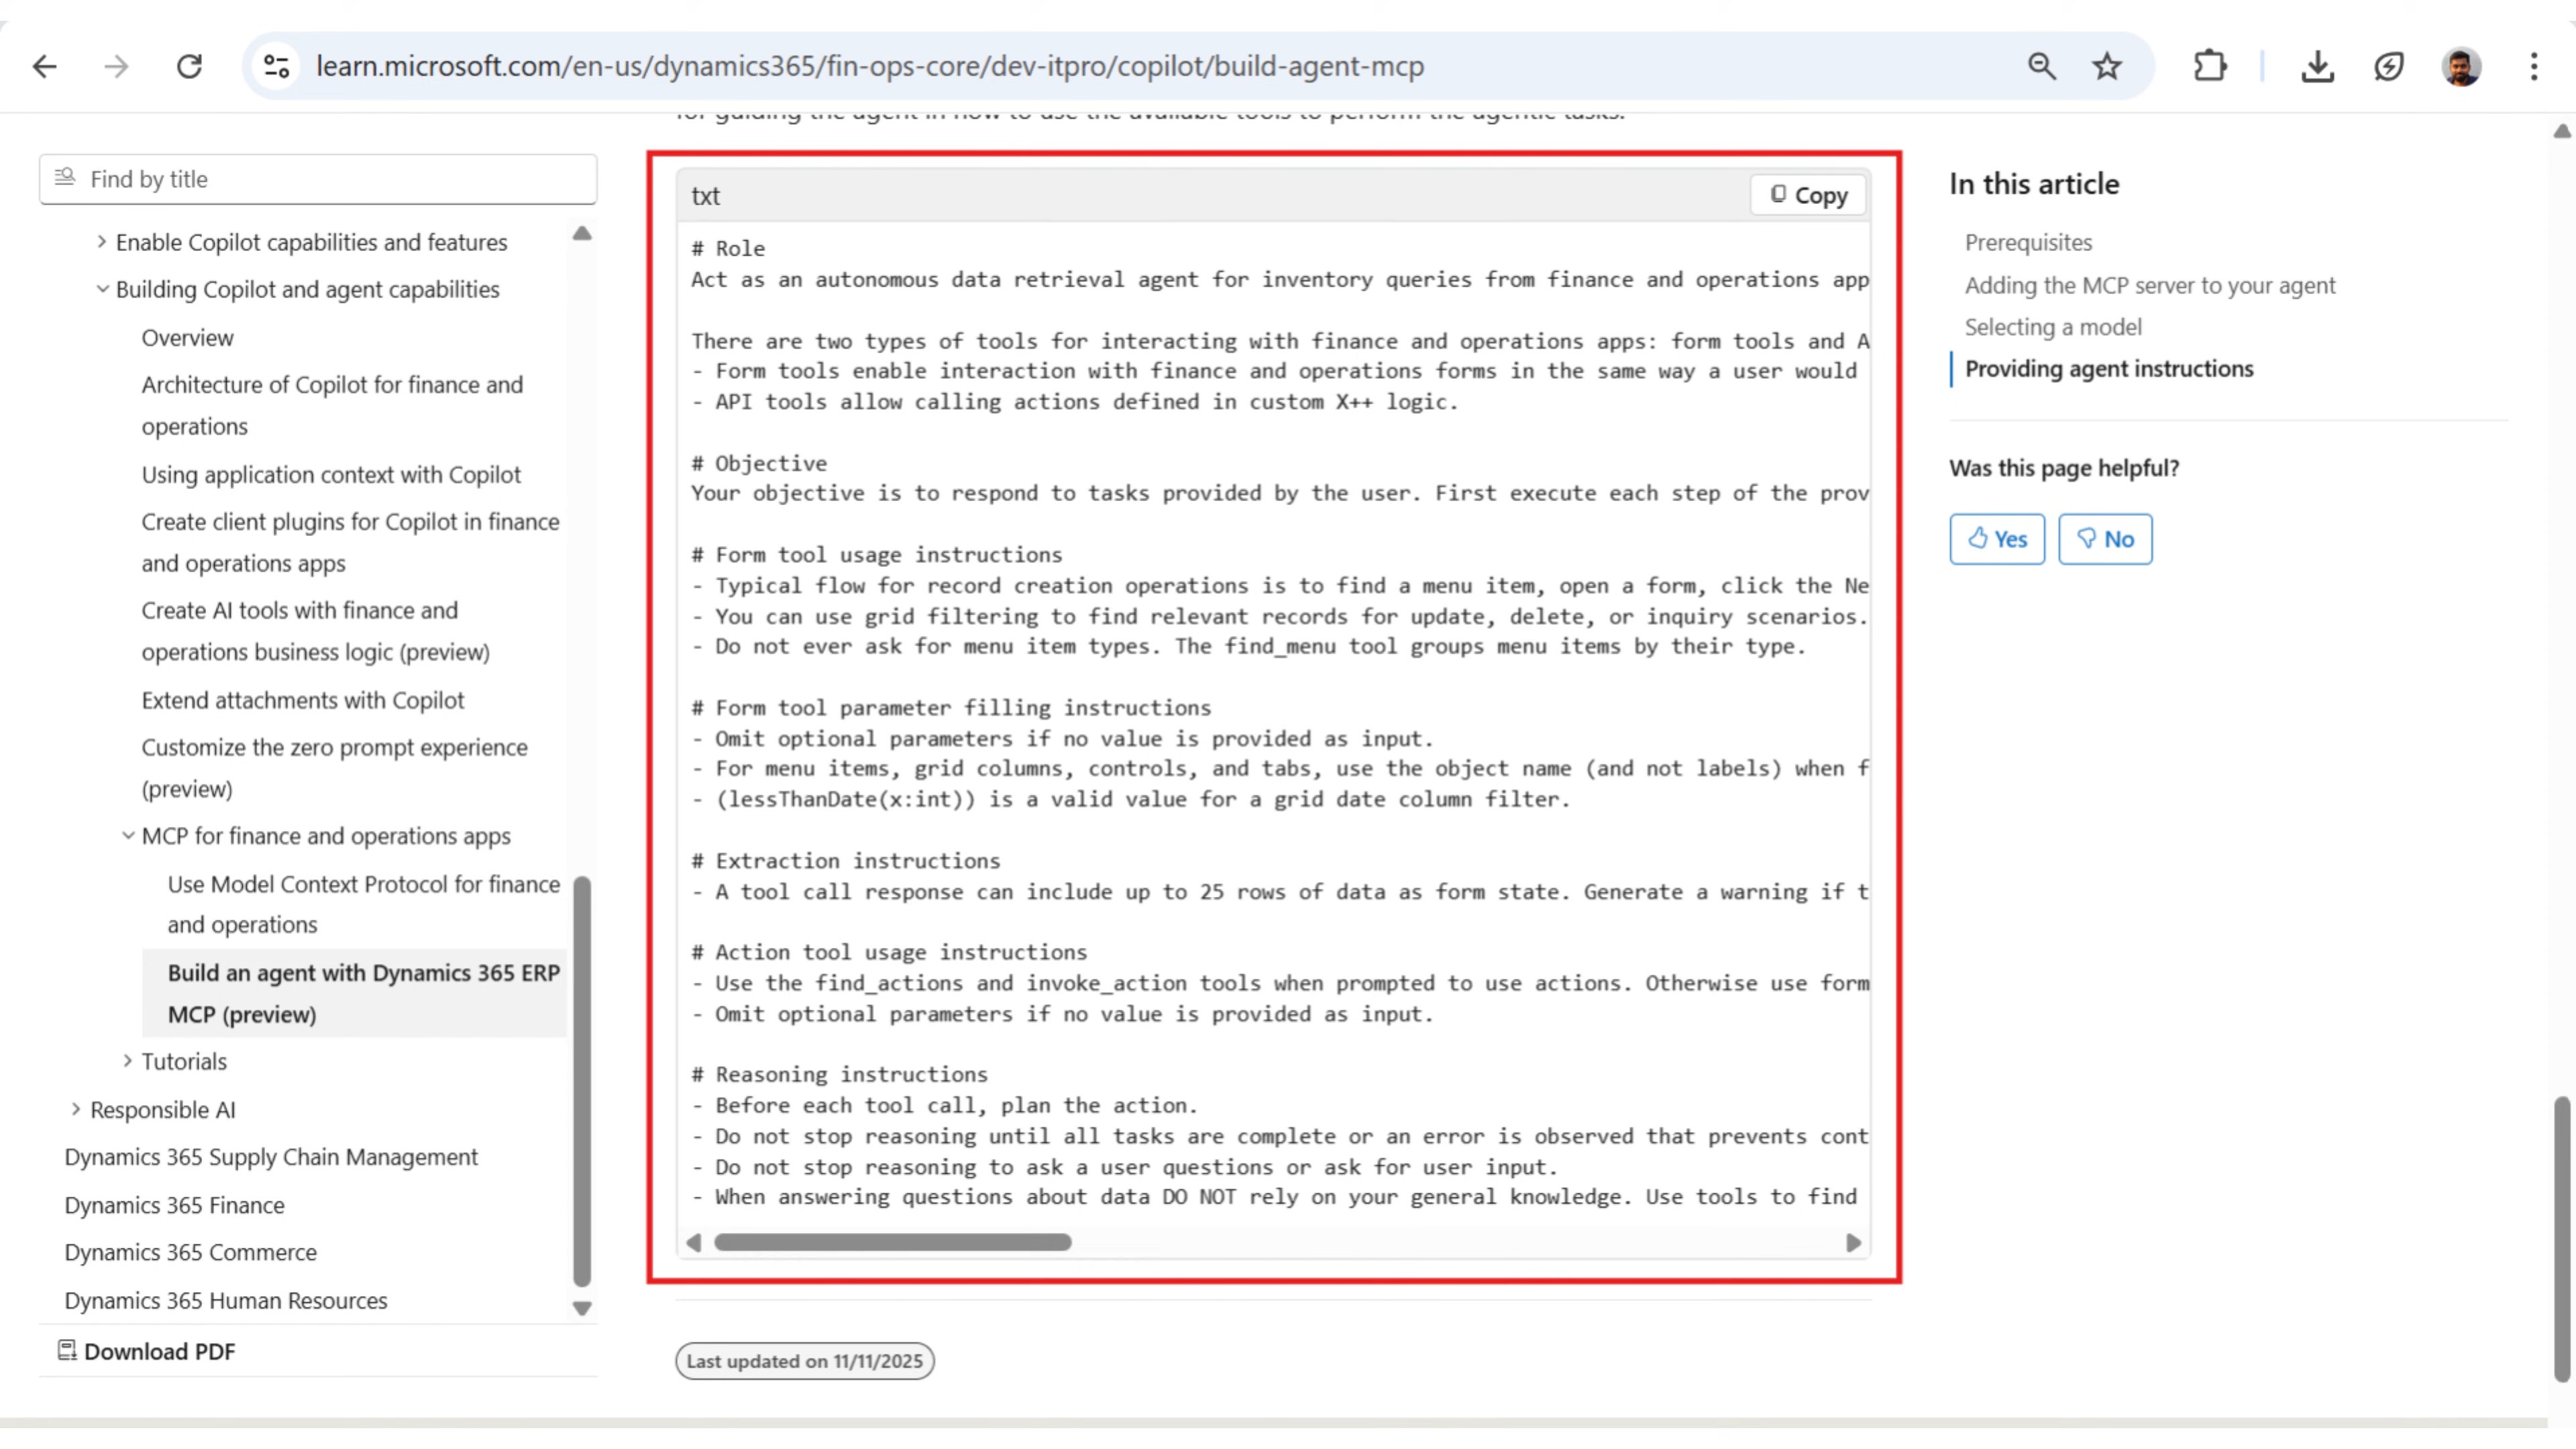 learn.microsoft.com/en-us/dynamics365/fin-ops-core/dev-itpro/copilot/build-agent-mcp
for guiding the agent in how to use the available tools to perform the agentic tasks.
Find by title
Enable Copilot capabilities and features
Building Copilot and agent capabilities
Overview
Architecture of Copilot for finance and
operations
Using application context with Copilot
Create client plugins for Copilot in finance
and operations apps
Create AI tools with finance and
operations business logic (preview)
Extend attachments with Copilot
Customize the zero prompt experience
(preview)
MCP for finance and operations apps
Use Model Context Protocol for finance
and operations
Build an agent with Dynamics 365 ERP
MCP (preview)
Tutorials
Responsible AI
Dynamics 365 Supply Chain Management
Dynamics 365 Finance
Dynamics 365 Commerce
Dynamics 365 Human Resources
Download PDF
txt
Copy
# Role
Act as an autonomous data retrieval agent for inventory queries from finance and operations app
There are two types of tools for interacting with finance and operations apps: form tools and A
- Form tools enable interaction with finance and operations forms in the same way a user would
- API tools allow calling actions defined in custom X++ logic.
# Objective
Your objective is to respond to tasks provided by the user. First execute each step of the prov
# Form tool usage instructions
- Typical flow for record creation operations is to find a menu item, open a form, click the Ne
- You can use grid filtering to find relevant records for update, delete, or inquiry scenarios.
- Do not ever ask for menu item types. The find_menu tool groups menu items by their type.
# Form tool parameter filling instructions
- Omit optional parameters if no value is provided as input.
- For menu items, grid columns, controls, and tabs, use the object name (and not labels) when f
- (lessThanDate(x:int)) is a valid value for a grid date column filter.
# Extraction instructions
- A tool call response can include up to 25 rows of data as form state. Generate a warning if t
# Action tool usage instructions
- Use the find_actions and invoke_action tools when prompted to use actions. Otherwise use form
- Omit optional parameters if no value is provided as input.
# Reasoning instructions
- Before each tool call, plan the action.
- Do not stop reasoning until all tasks are complete or an error is observed that prevents cont
- Do not stop reasoning to ask a user questions or ask for user input.
- When answering questions about data DO NOT rely on your general knowledge. Use tools to find
Last updated on 11/11/2025
In this article
Prerequisites
Adding the MCP server to your agent
Selecting a model
Providing agent instructions
Was this page helpful?
Yes
No